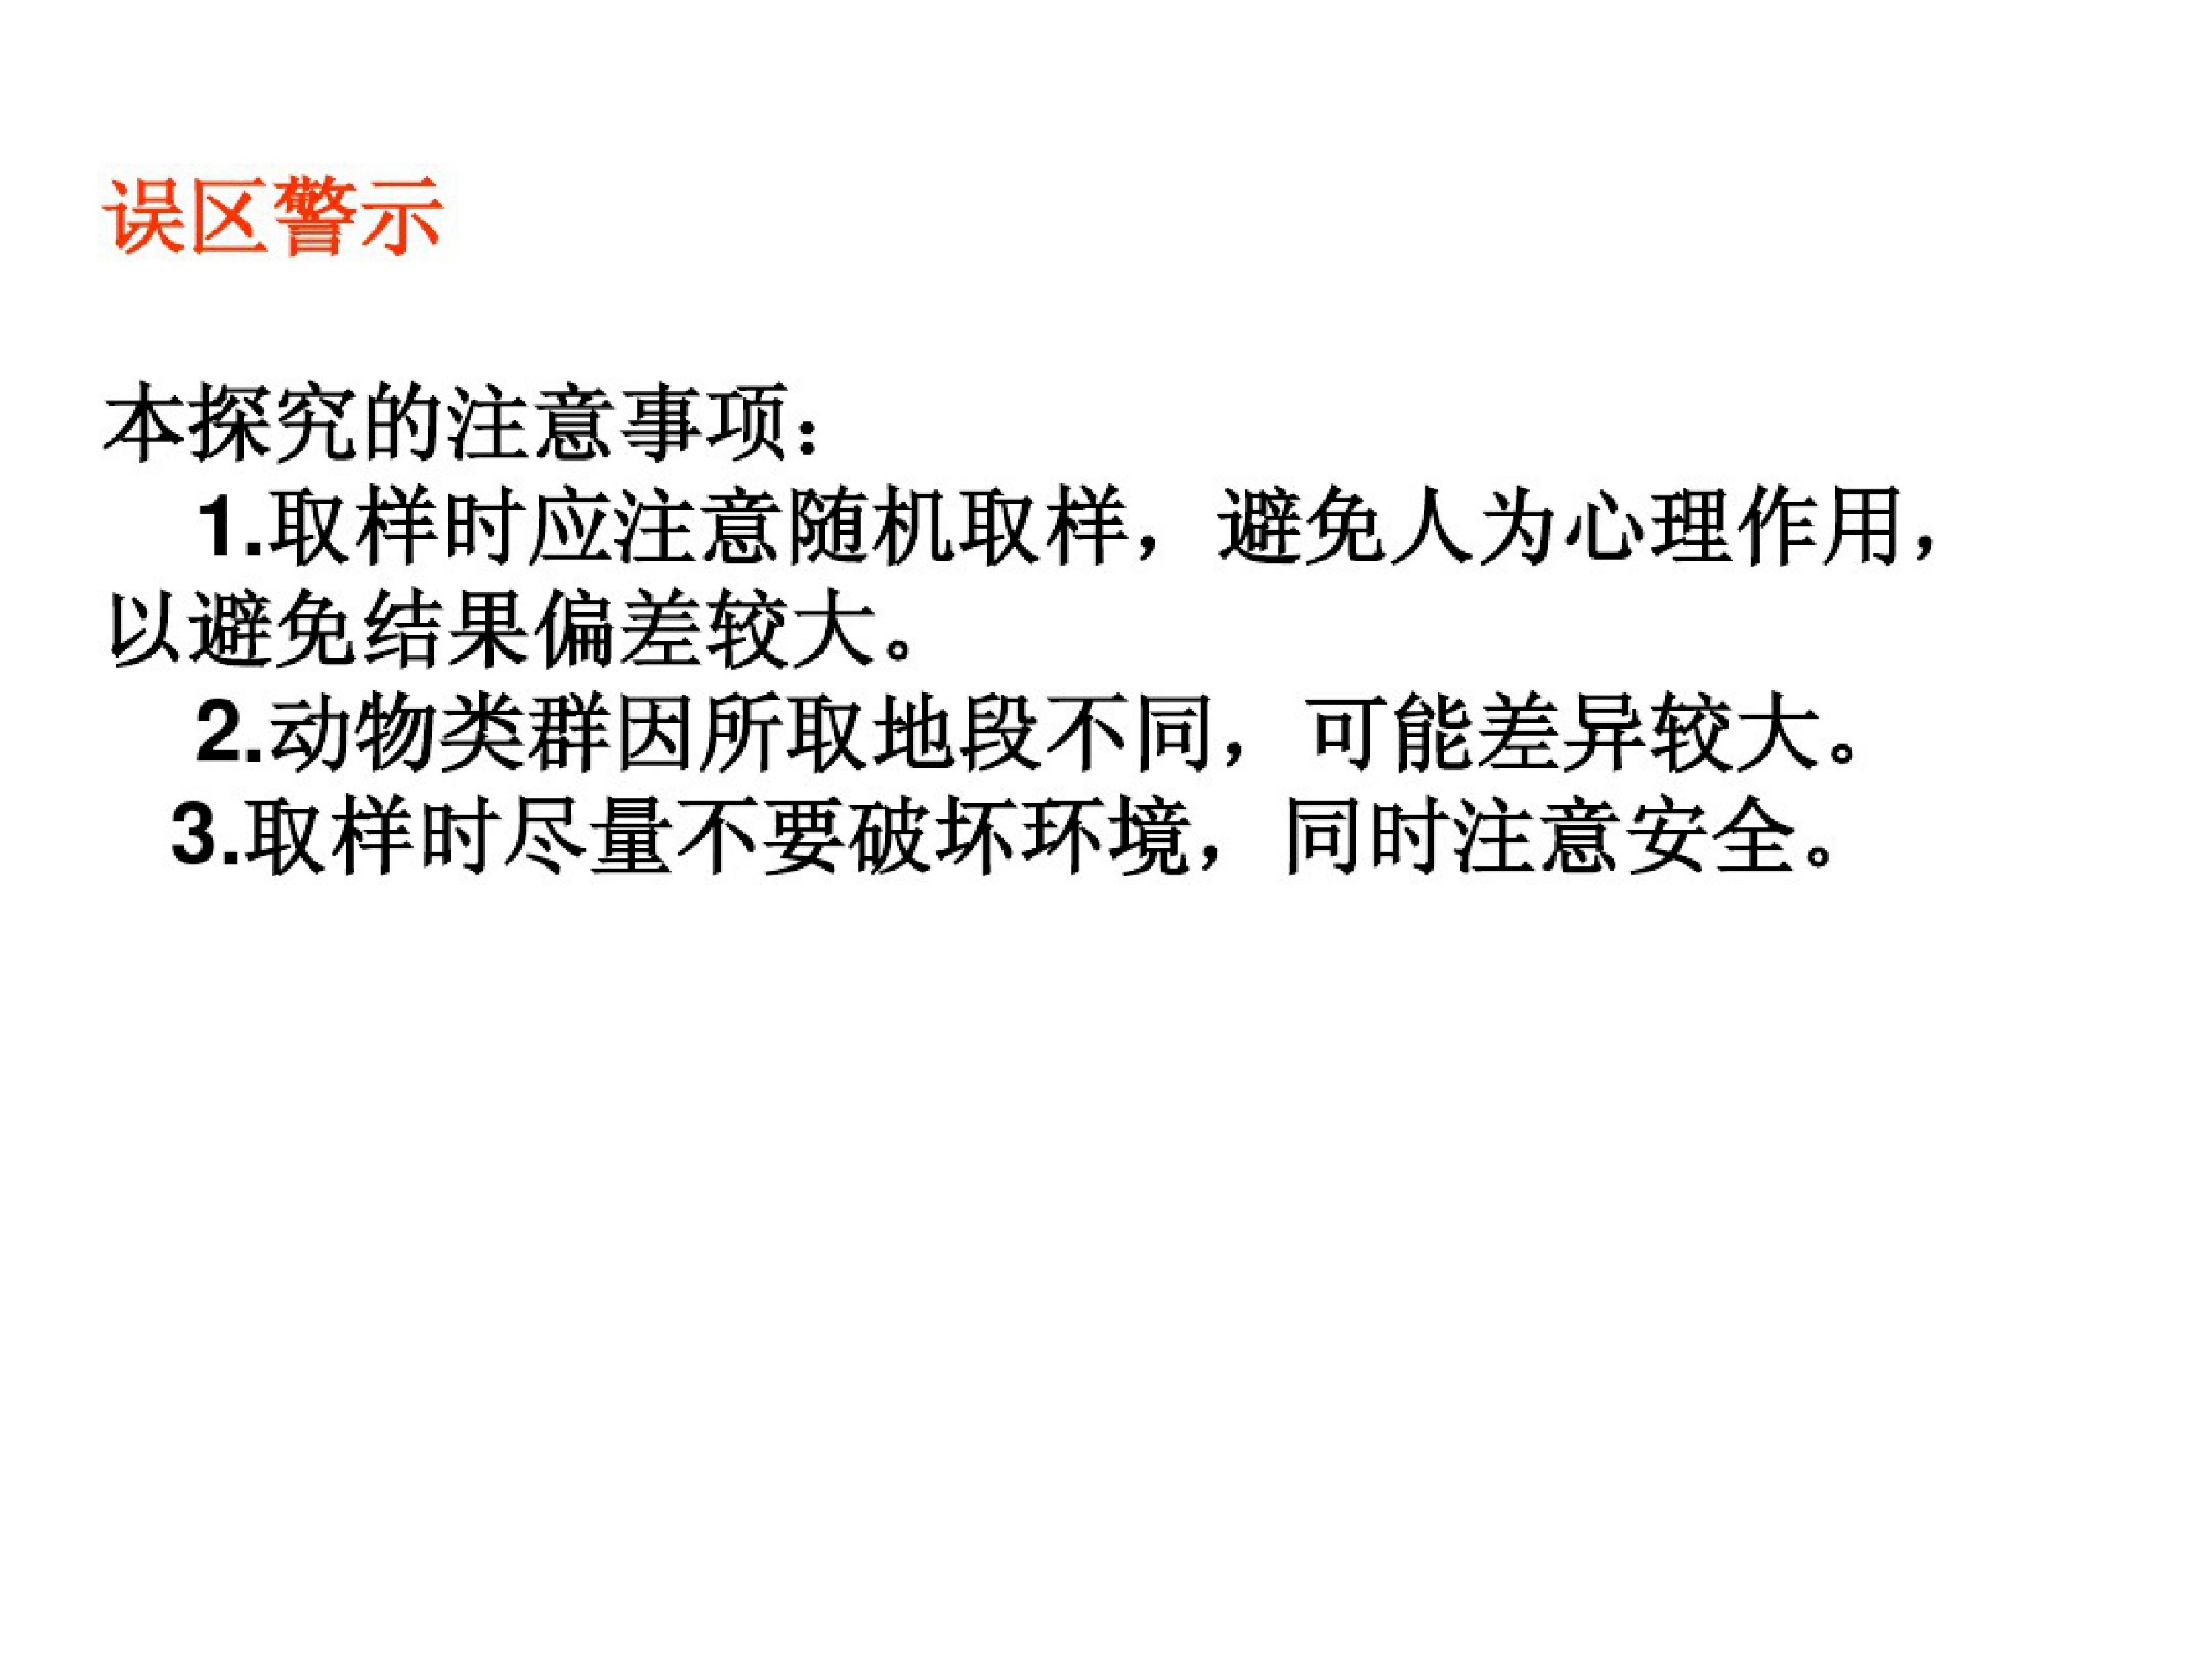 误区警示
本探究的注意事项：
1.取样时应注意随机取样，避免人为心理作用，
以避免结果偏差较大。
2.动物类群因所取地段不同，可能差异较大。
3.取样时尽量不要破坏环境，同时注意安全。